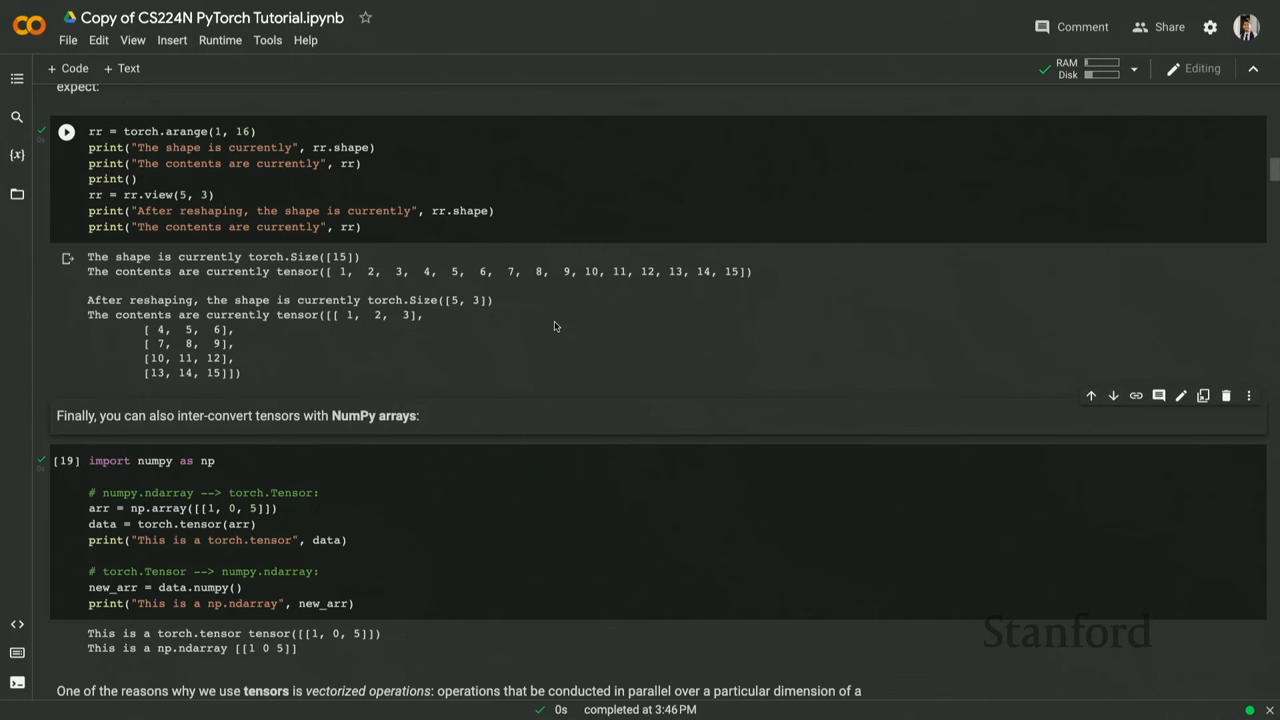 Copy of CS224N PyTorch Tutorial.ipynb
File Edit View Insert Runtime Tools Help
Comment Share
+ Code + Text
RAM
Disk
Editing
expect:
rr = torch.arange(1, 16)
print("The shape is currently", rr.shape)
print("The contents are currently", rr)
print()
rr = rr.view(5, 3)
print("After reshaping, the shape is currently", rr.shape)
print("The contents are currently", rr)
The shape is currently torch.Size([15])
The contents are currently tensor([ 1, 2, 3, 4, 5, 6, 7, 8, 9, 10, 11, 12, 13, 14, 15])
After reshaping, the shape is currently torch.Size([5, 3])
The contents are currently tensor([[ 1, 2, 3],
[ 4, 5, 6],
[ 7, 8, 9],
[10, 11, 12],
[13, 14, 15]])
Finally, you can also inter-convert tensors with NumPy arrays:
[19] import numpy as np
# numpy.ndarray --> torch.Tensor:
arr = np.array([[1, 0, 5]])
data = torch.tensor(arr)
print("This is a torch.tensor", data)
# torch.Tensor --> numpy.ndarray:
new_arr = data.numpy()
print("This is a np.ndarray", new_arr)
Stanford
This is a torch.tensor tensor([[1, 0, 5]])
This is a np.ndarray [[1 0 5]]
One of the reasons why we use tensors is vectorized operations: operations that be conducted in parallel over a particular dimension of a
0s completed at 3:46 PM